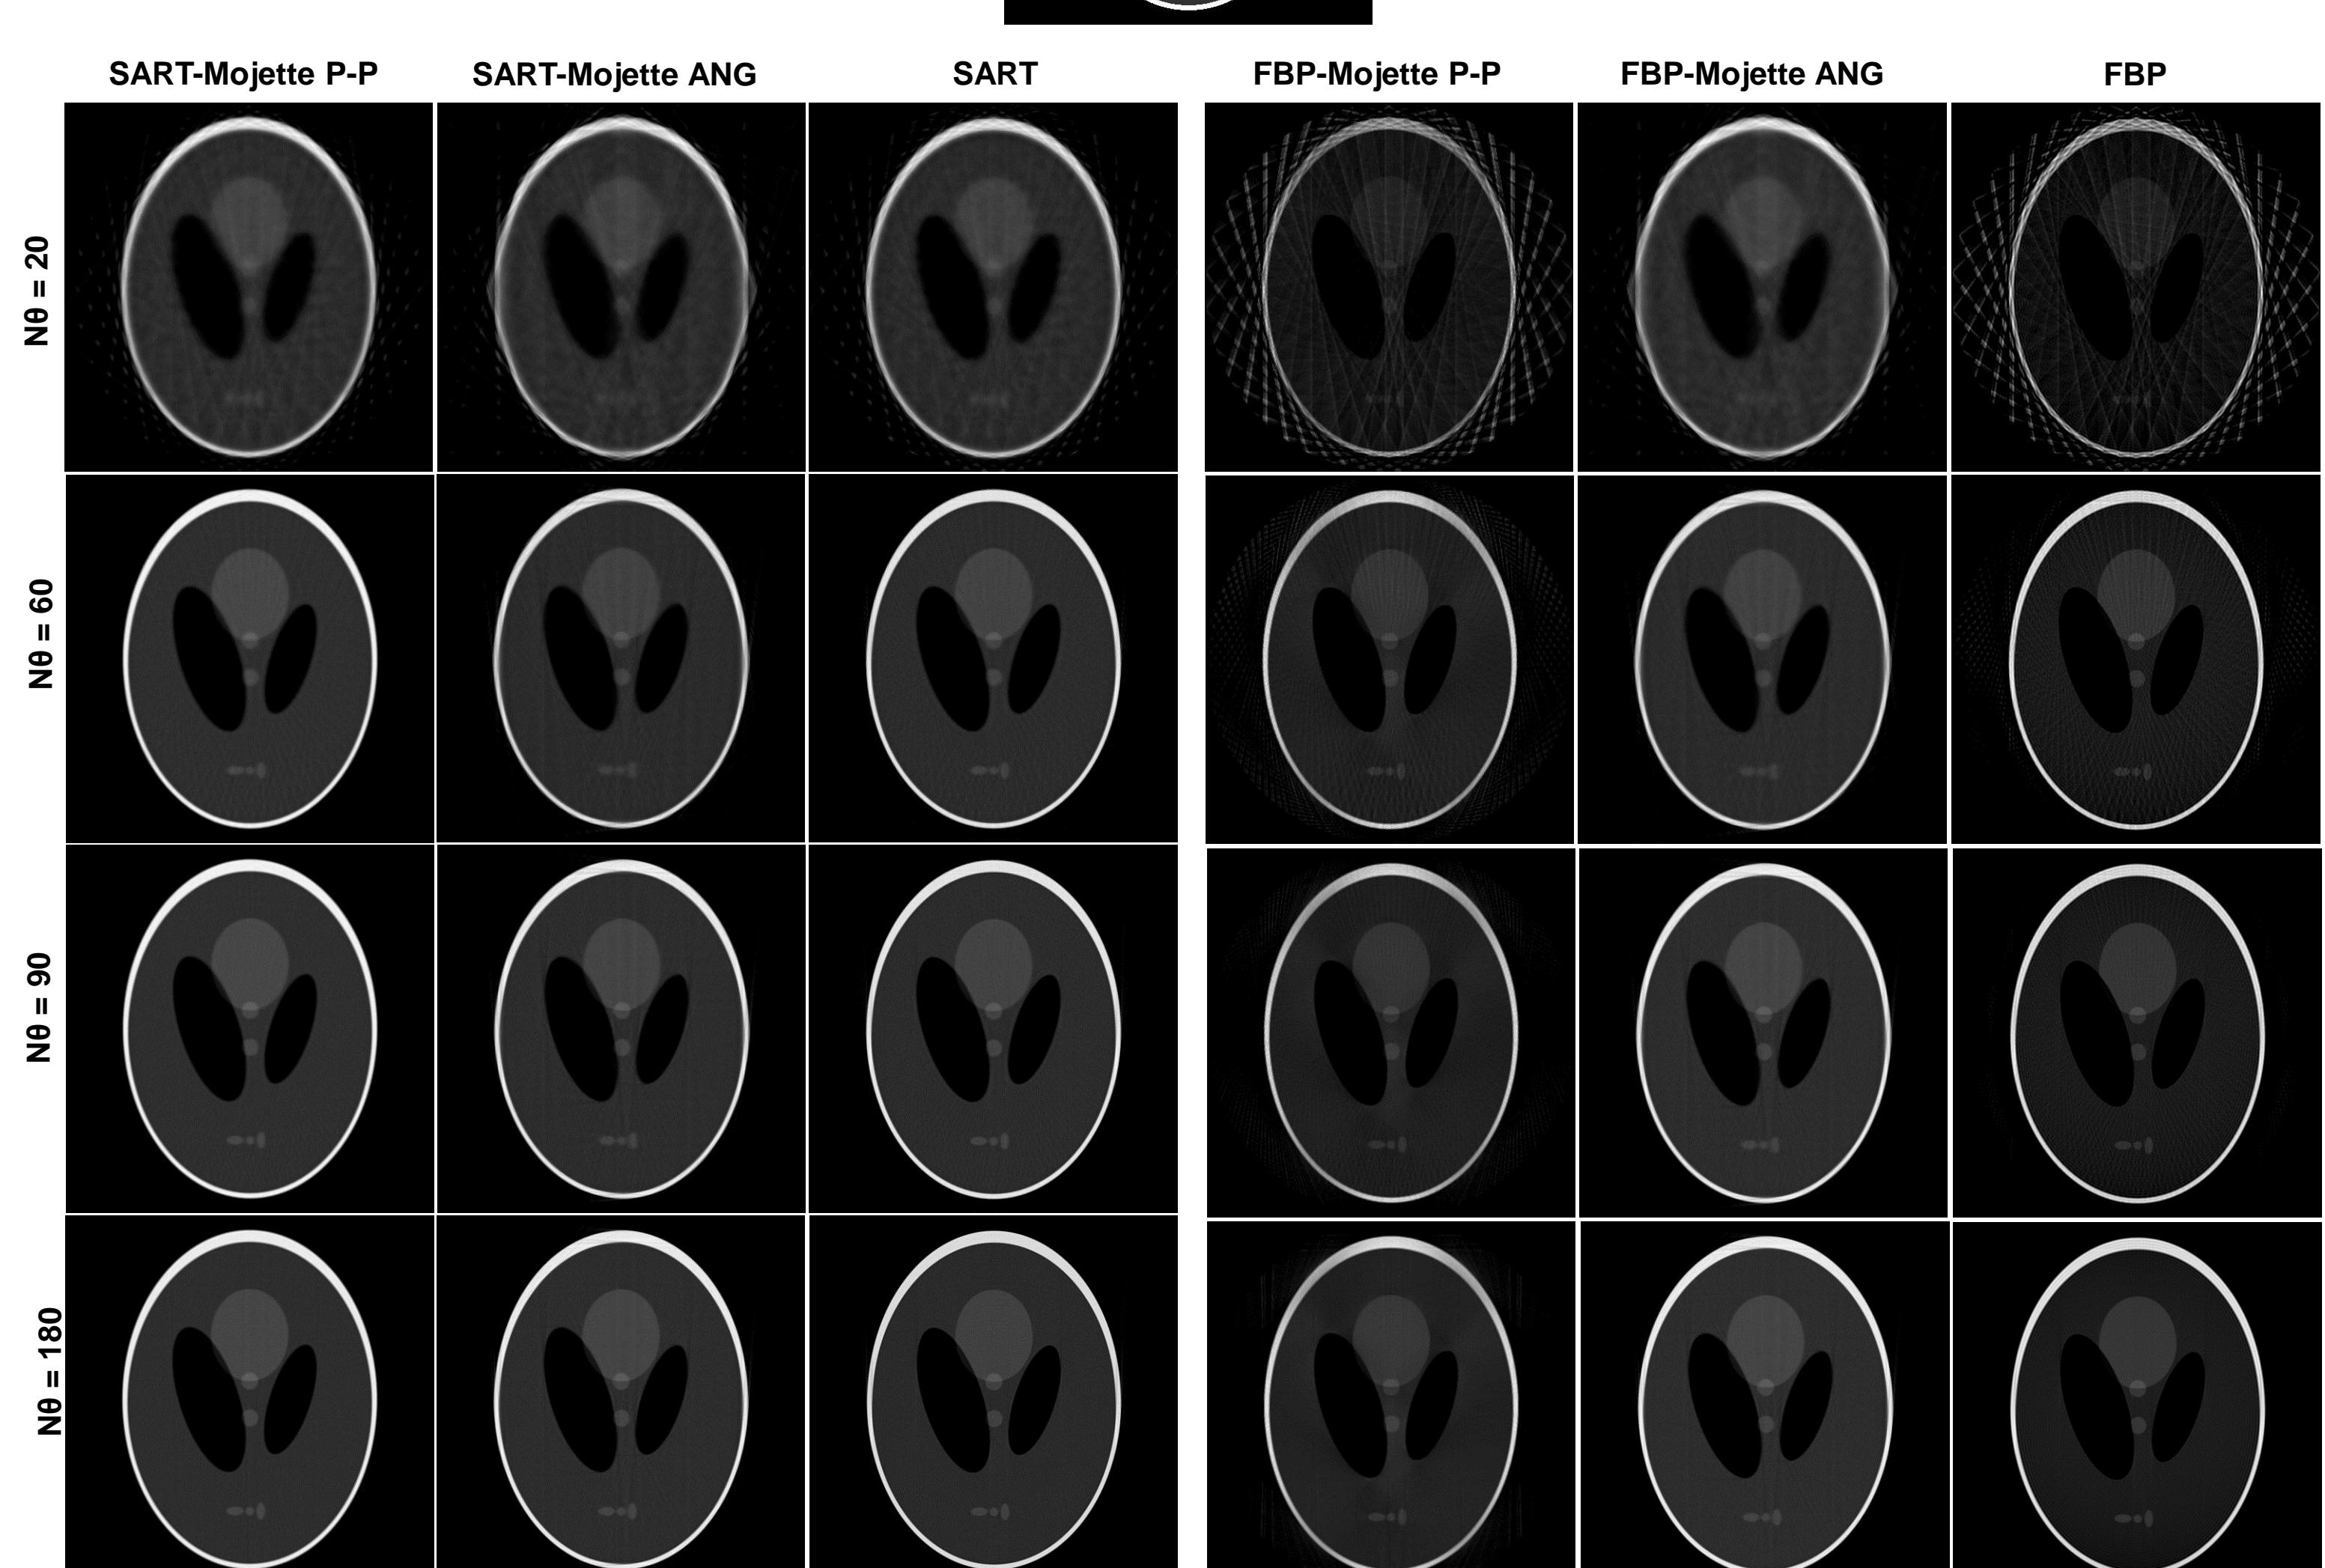 SART-Mojette P-P
SART-Mojette ANG
SART
FBP-Mojette P-P
FBP-Mojette ANG
FBP
Nθ = 20
Nθ = 60
Nθ = 90
Nθ = 180